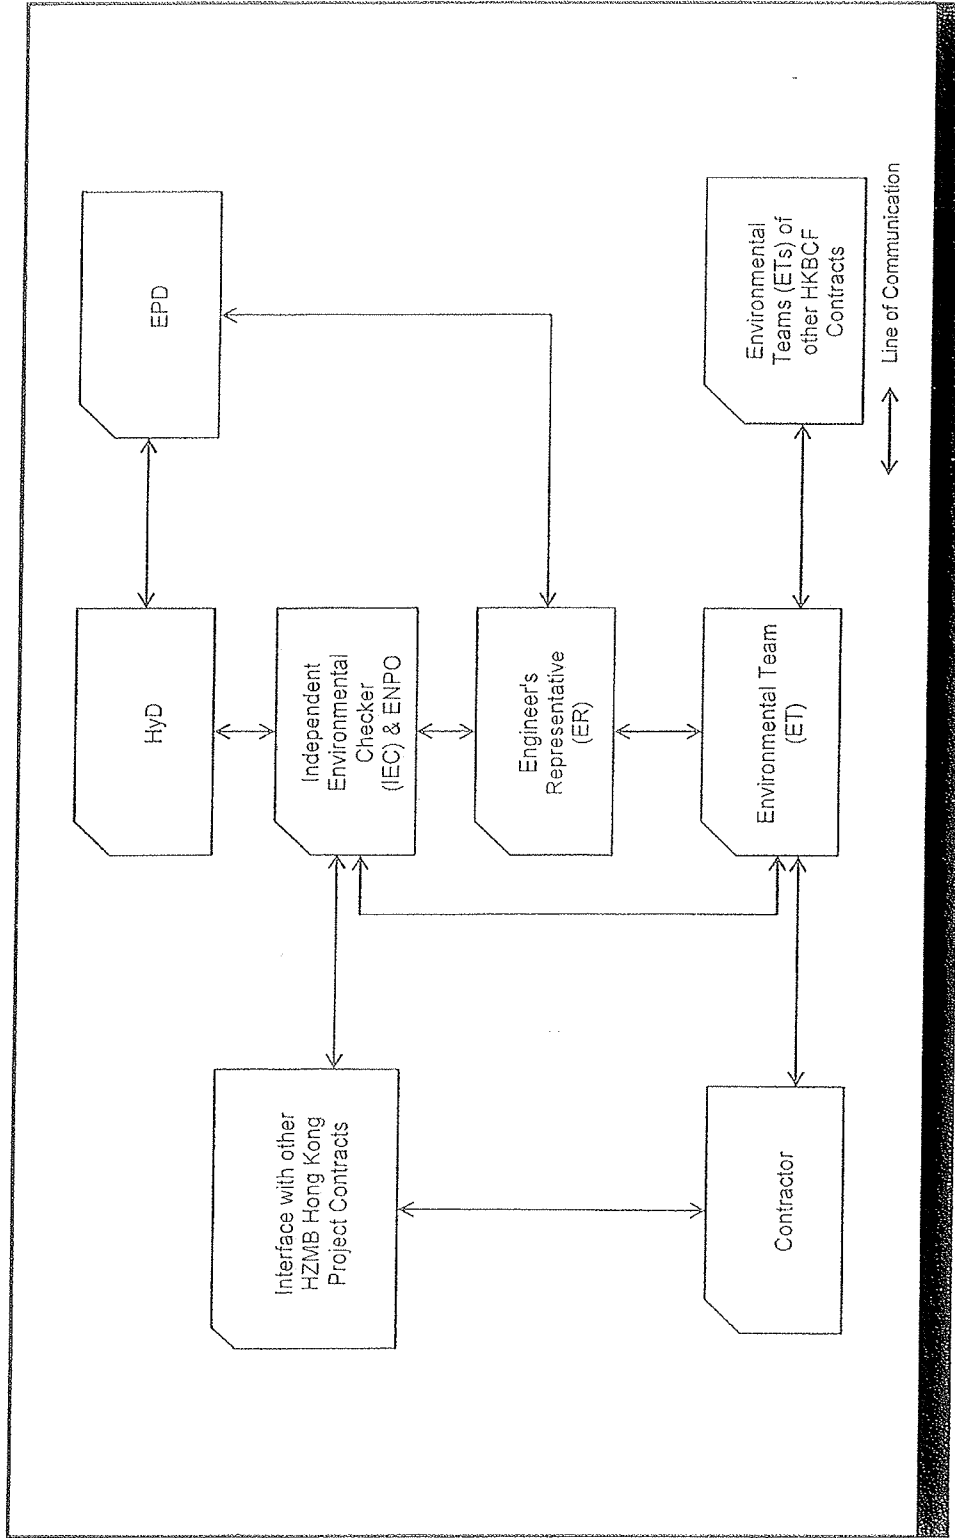 HyD
EPD
Interface with other
HZMB Hong Kong
Project Contracts
Independent
Environmental
Checker
(IEC) & ENPO
Engineer's
Representative
(ER)
Contractor
Environmental Team
(ET)
Environmental
Teams (ETs) of
other HKBCF
Contracts
Line of Communication